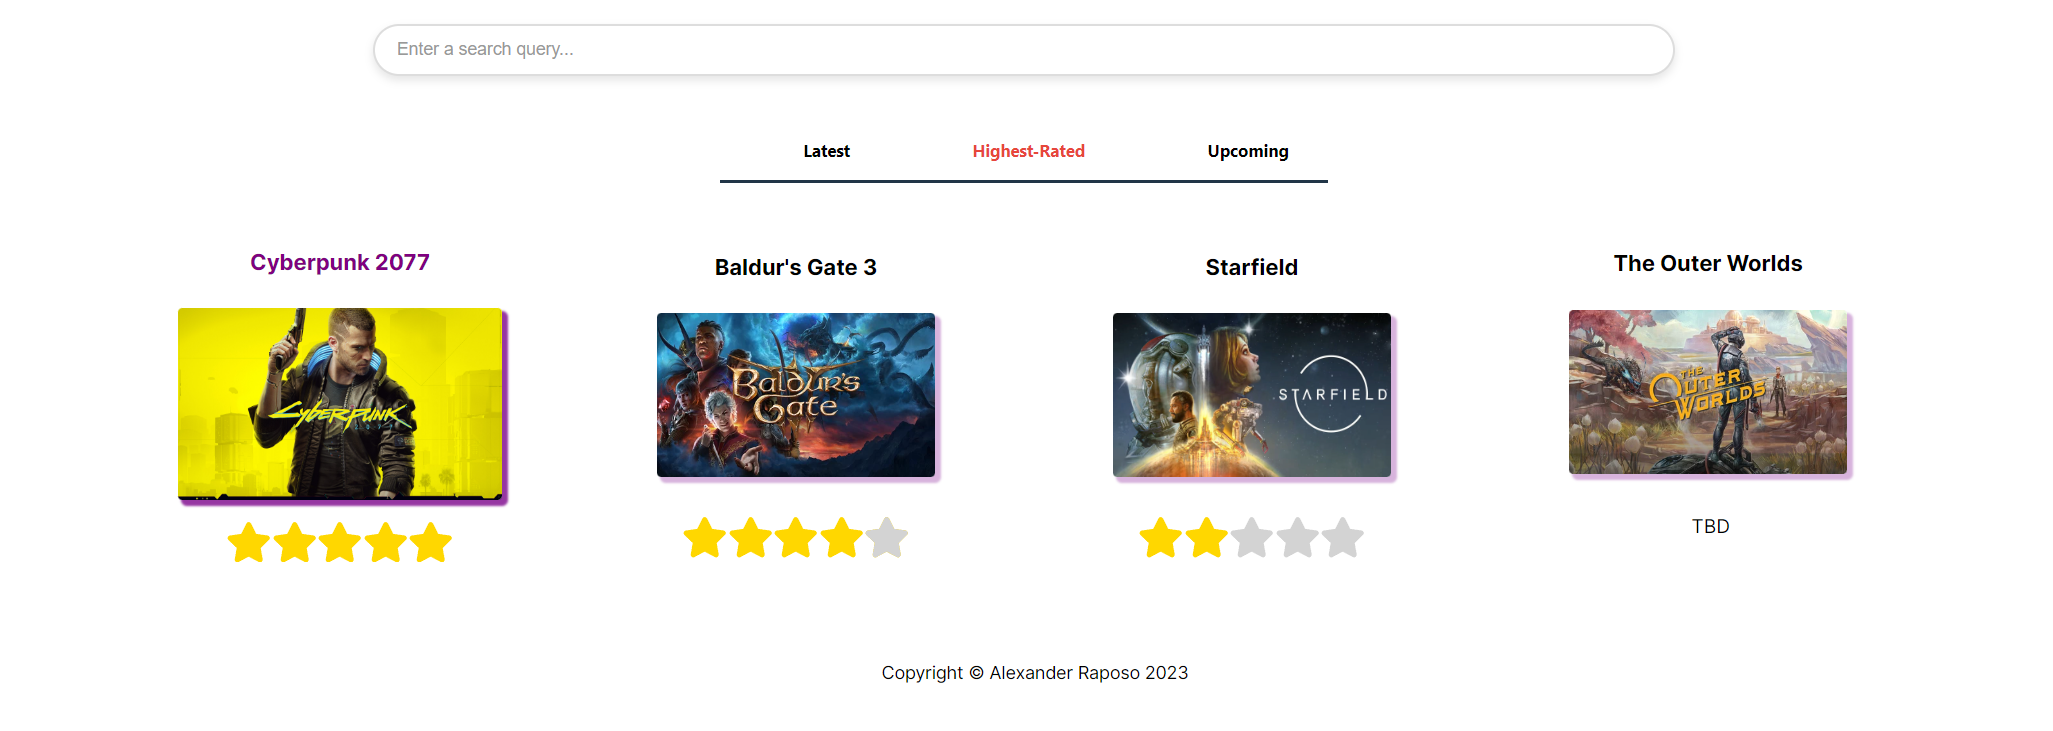 Enter a search query...
Latest Highest-Rated Upcoming
Cyberpunk 2077
Baldur's Gate 3
Starfield
The Outer Worlds
CYBERPUNK
BALDUR'S
GATE
STARFIELD
THE
OUTER
WORLDS
TBD
Copyright © Alexander Raposo 2023